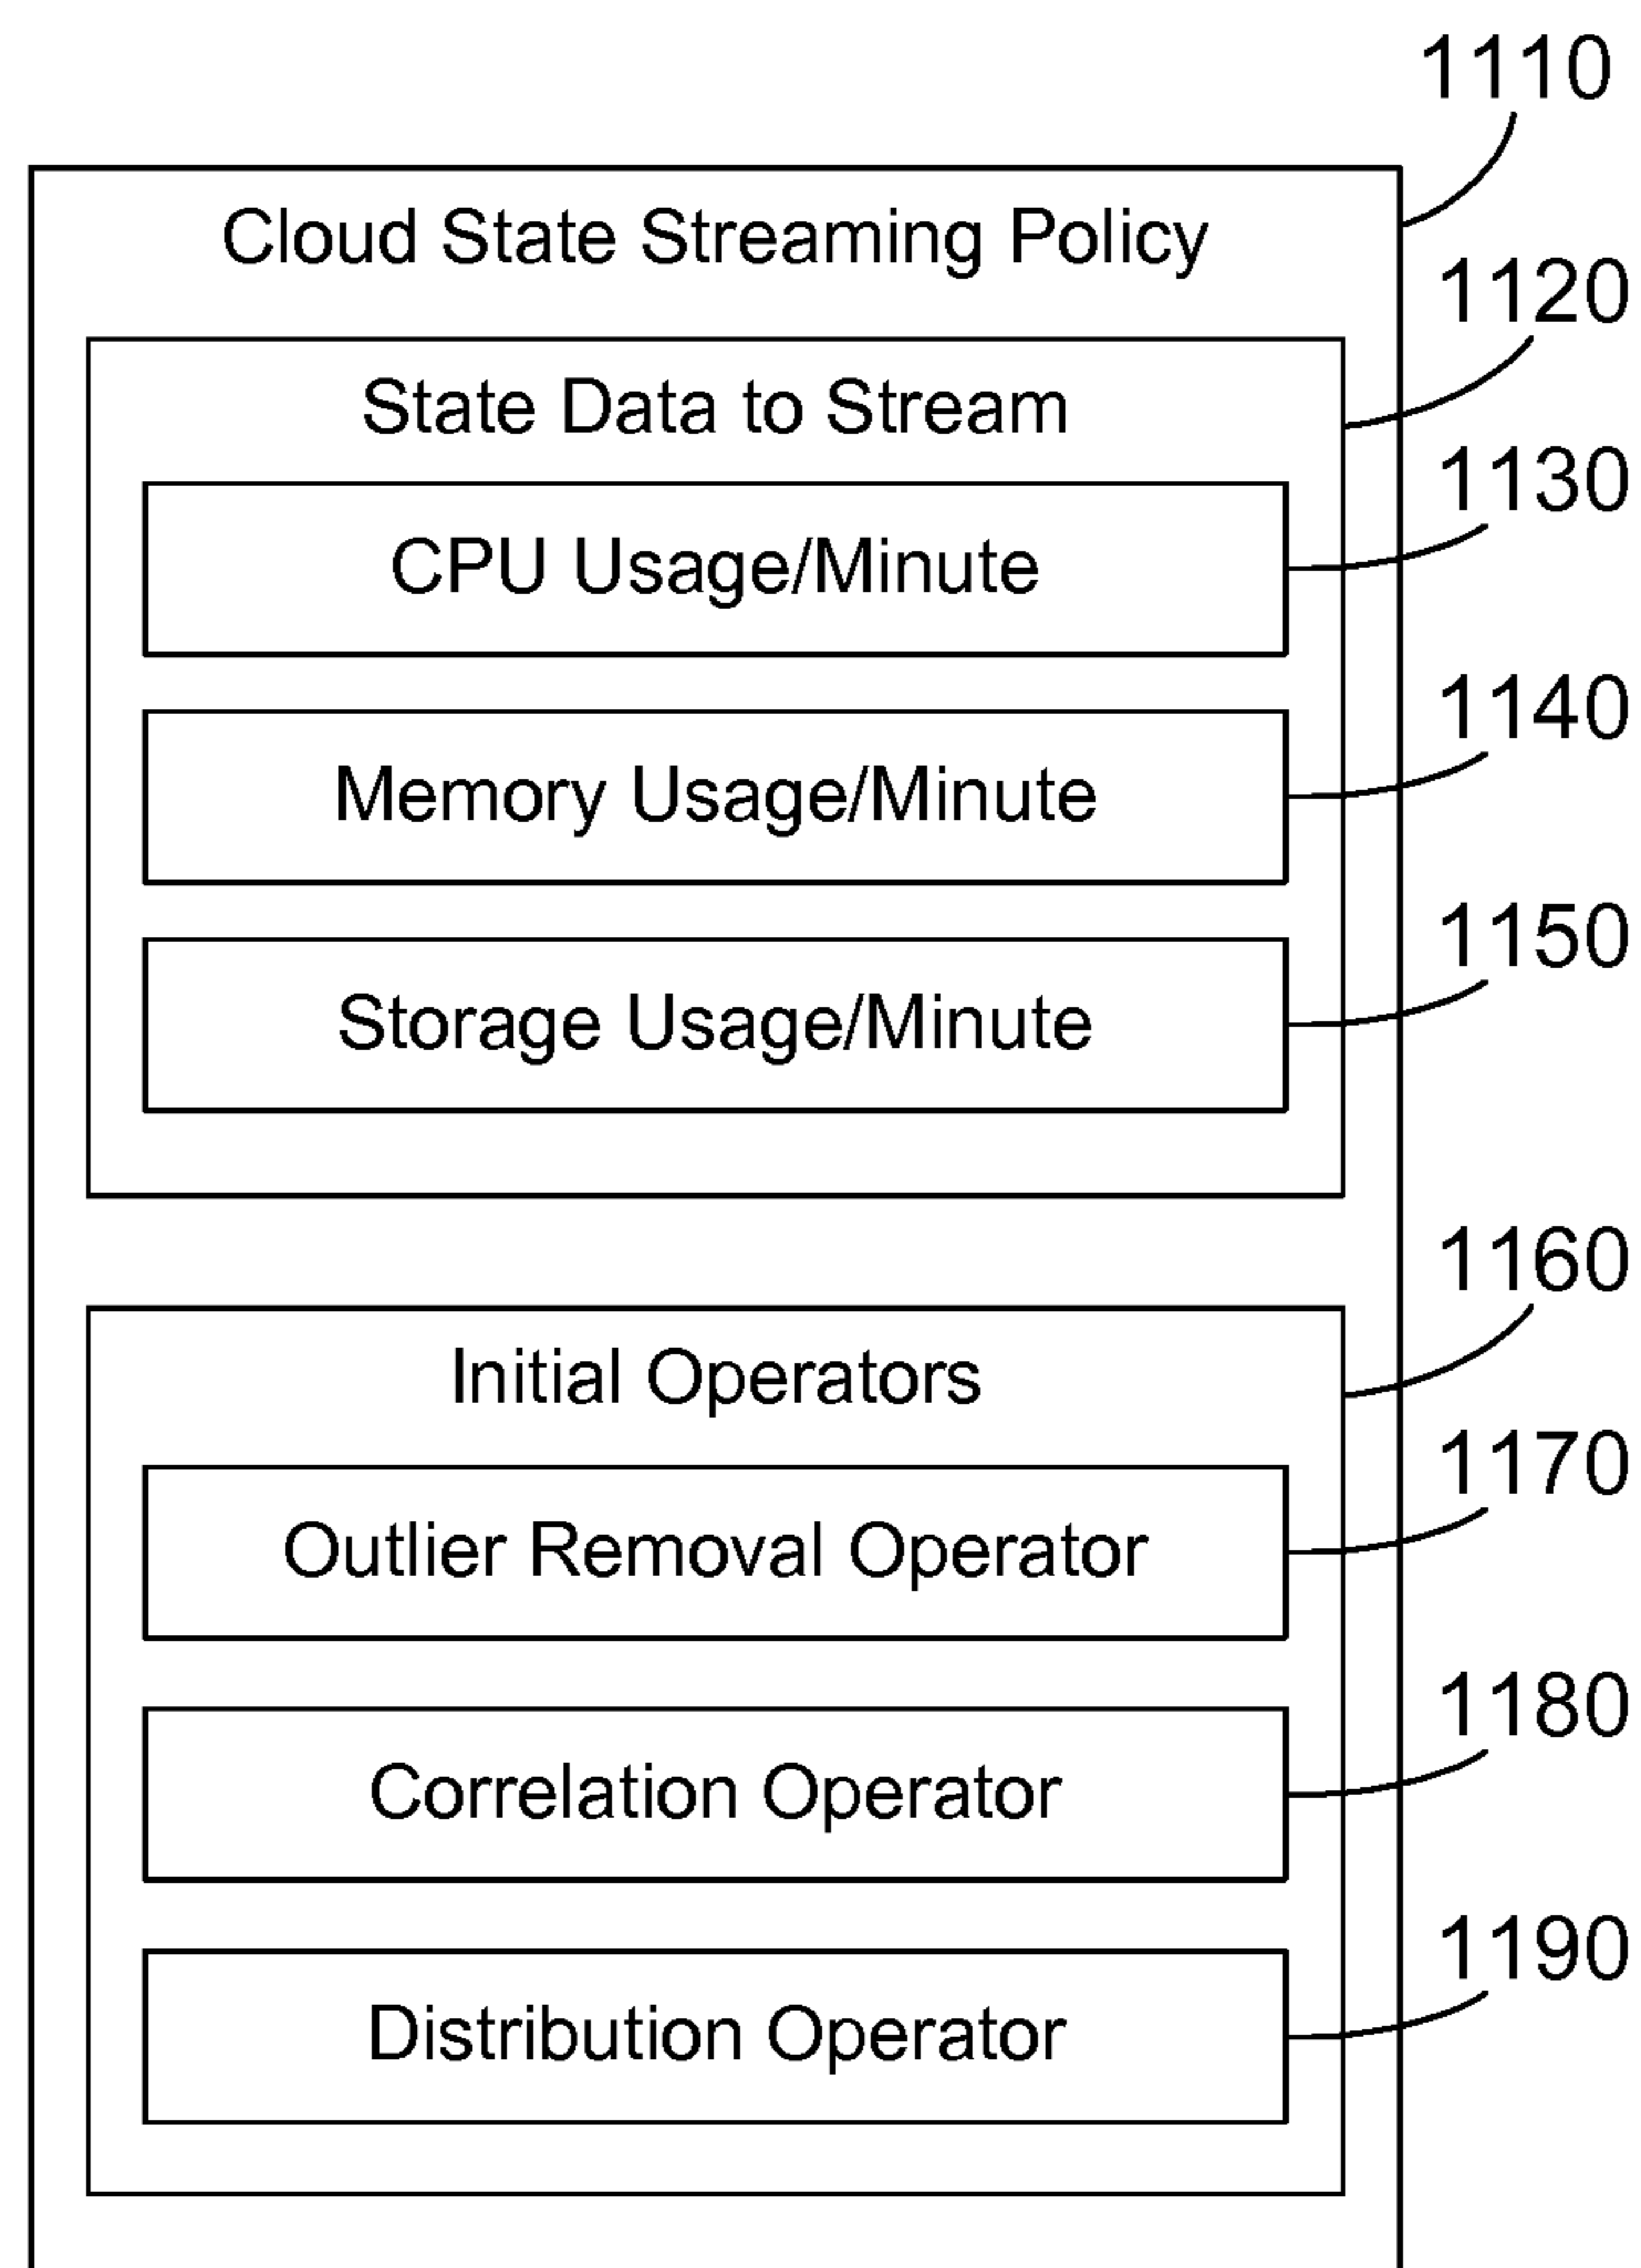 1110
Cloud State Streaming Policy
1120
State Data to Stream
1130
CPU Usage/Minute
1140
Memory Usage/Minute
1150
Storage Usage/Minute
1160
Initial Operators
1170
Outlier Removal Operator
1180
Correlation Operator
1190
Distribution Operator